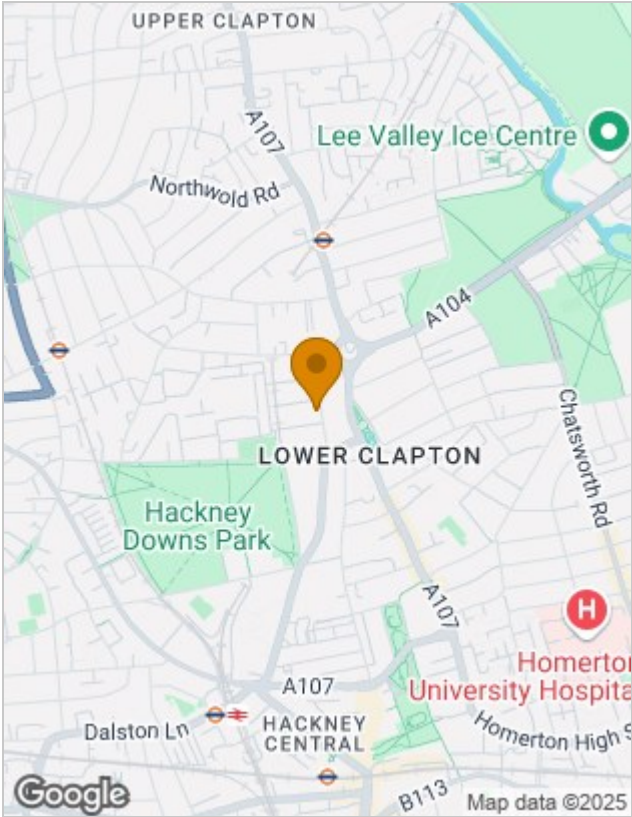 UPPER CLAPTON
A107
Lee Valley Ice Centre
Northwold Rd
A104
Chatsworth Rd
LOWER CLAPTON
Hackney
Downs Park
A107
H
Homerton
University Hospita
A107
Dalston Ln
HACKNEY
CENTRAL
Homerton High S
B113
Google
Map data ©2025